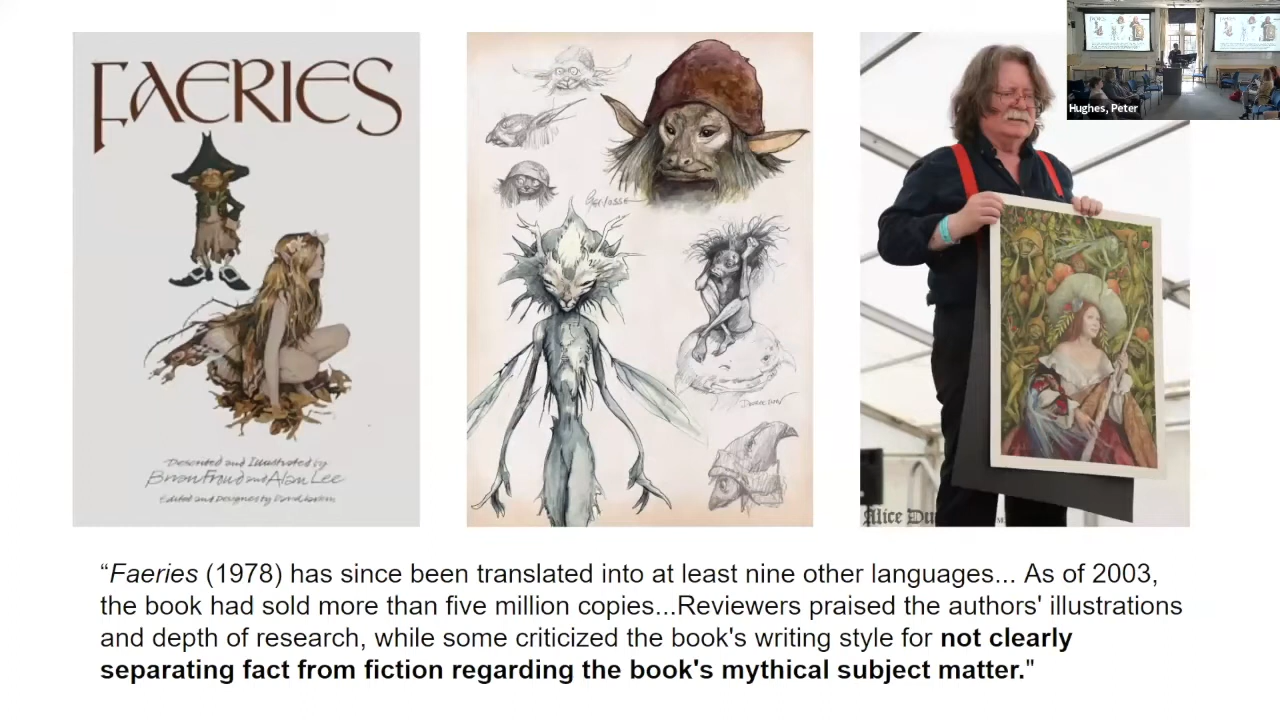 FAERIES
Described and Illustrated by
Brian Froud and Alan Lee
Edited and Designed by David Larkin
Hughes, Peter
Alice Du
“Faeries (1978) has since been translated into at least nine other languages... As of 2003,
the book had sold more than five million copies...Reviewers praised the authors' illustrations
and depth of research, while some criticized the book's writing style for not clearly
separating fact from fiction regarding the book's mythical subject matter."